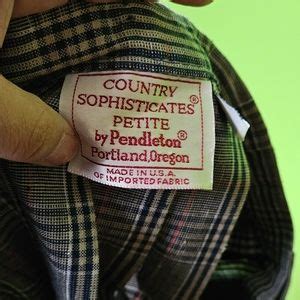 COUNTRY
SOPHISTICATES®
PETITE
by Pendleton®
Portland, Oregon
MADE IN U.S.A.
OF IMPORTED FABRIC